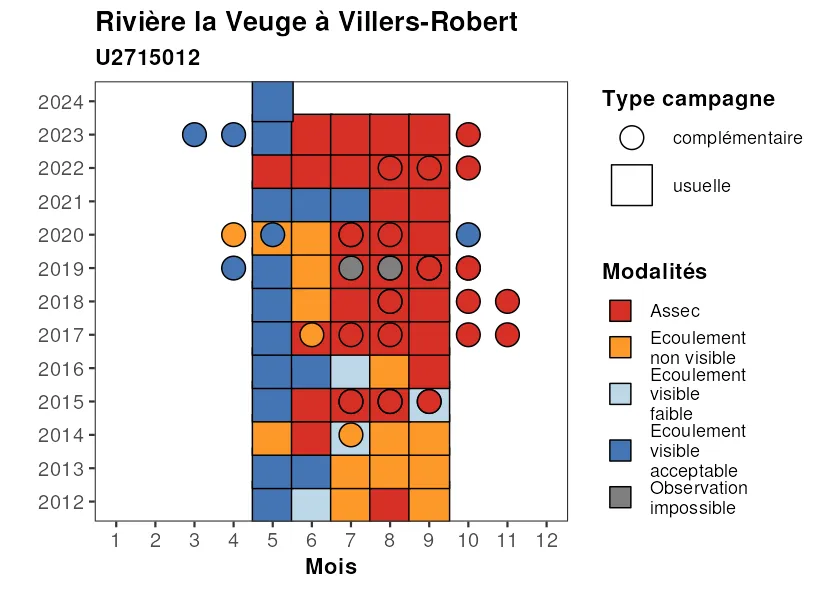 Rivière la Veuge à Villers-Robert
U2715012
2024
2023
2022
2021
2020
2019
2018
2017
2016
2015
2014
2013
2012
1 2 3 4 5 6 7 8 9 10 11 12
Mois
Type campagne
complémentaire
usuelle
Modalités
Assec
Ecoulement
non visible
Ecoulement
visible
faible
Ecoulement
visible
acceptable
Observation
impossible